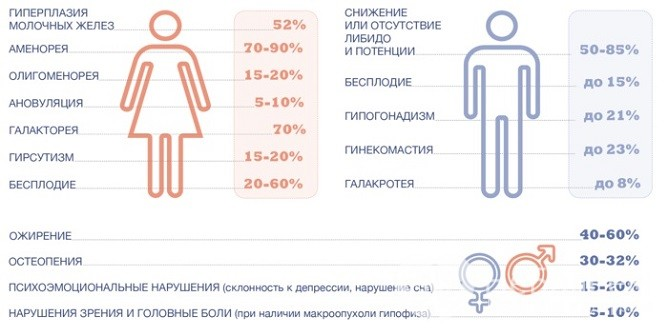 ГИПЕРПЛАЗИЯ
МОЛОЧНЫХ ЖЕЛЕЗ 52%
АМЕНОРЕЯ 70-90%
ОЛИГОМЕНОРЕЯ 15-20%
АНОВУЛЯЦИЯ 5-10%
ГАЛАКТОРЕЯ 70%
ГИРСУТИЗМ 15-20%
БЕСПЛОДИЕ 20-60%
СНИЖЕНИЕ
ИЛИ ОТСУТСТВИЕ
ЛИБИДО
И ПОТЕНЦИИ 50-85%
БЕСПЛОДИЕ до 15%
ГИПОГОНАДИЗМ до 21%
ГИНЕКОМАСТИЯ до 23%
ГАЛАКРОТЕЯ до 8%
ОЖИРЕНИЕ 40-60%
ОСТЕОПЕНИЯ 30-32%
ПСИХОЭМОЦИОНАЛЬНЫЕ НАРУШЕНИЯ (склонность к депрессии, нарушение сна) 15-20%
НАРУШЕНИЯ ЗРЕНИЯ И ГОЛОВНЫЕ БОЛИ (при наличии макроопухоли гипофиза) 5-10%